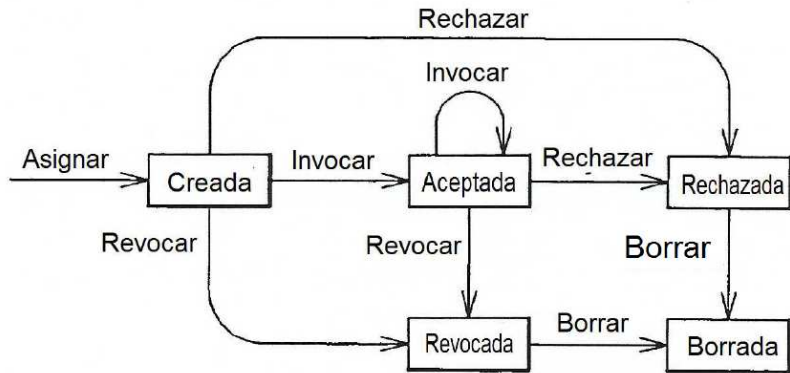 Rechazar
Invocar
Asignar
Invocar
Rechazar
Creada
Aceptada
Rechazada
Revocar
Revocar
Borrar
Revocada
Borrar
Borrada